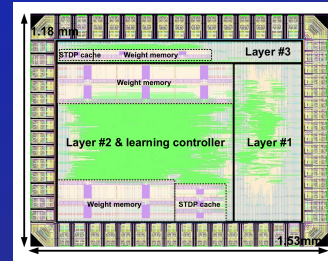 1.18 mm
STDP cache
Weight memory
Layer #3
Weight memory
Layer #2 & learning controller
Layer #1
Weight memory
STDP cache
1.53mm